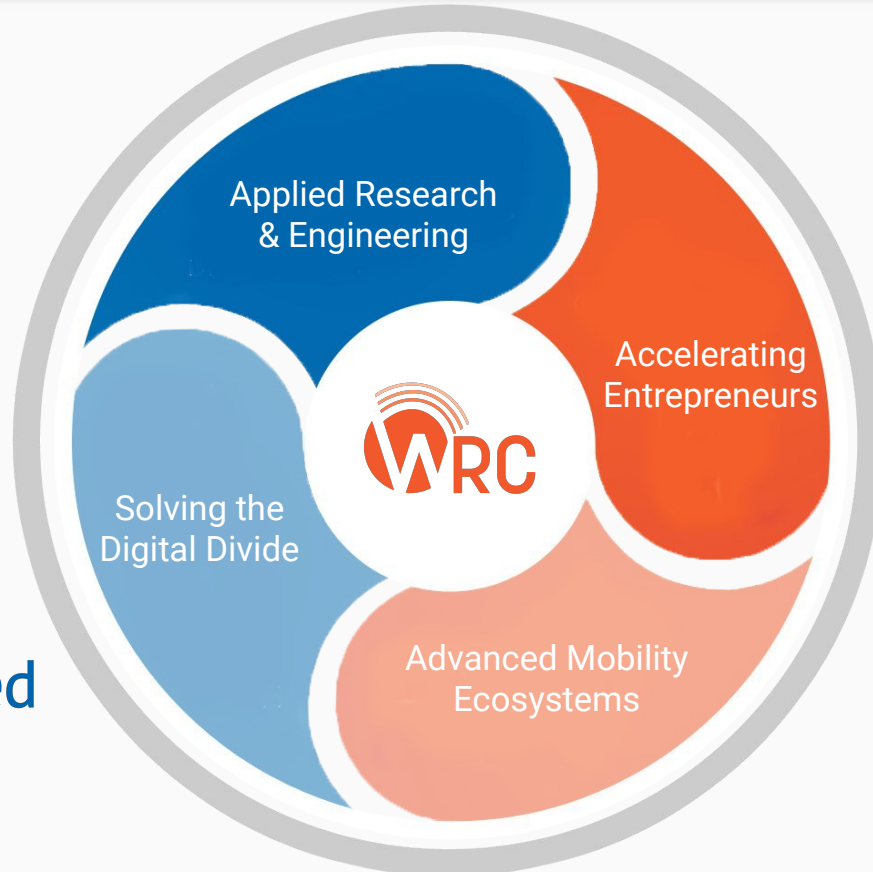 Applied Research
& Engineering
Accelerating
Entrepreneurs
WRC
Solving the
Digital Divide
Advanced Mobility
Ecosystems